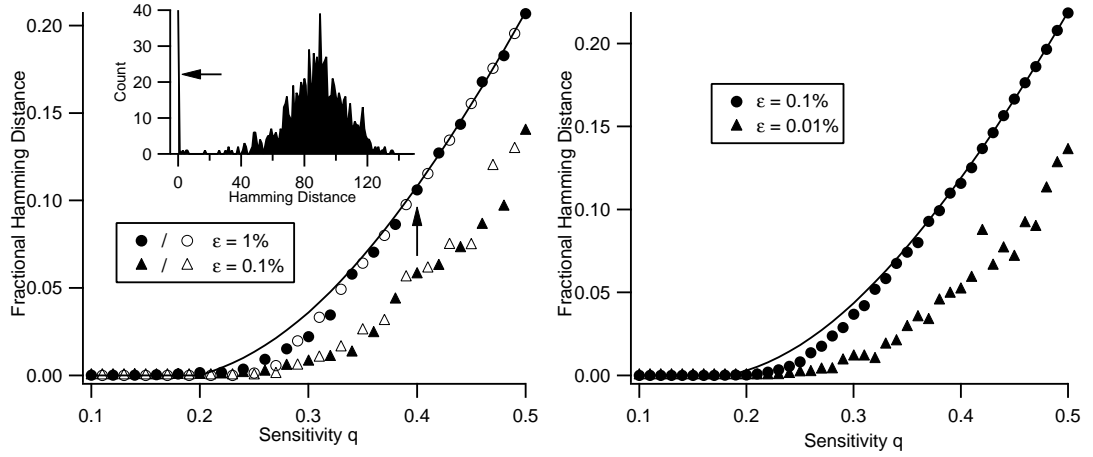 0.20
0.15
0.10
0.05
0.00
Fractional Hamming Distance
0.1
0.2
0.3
0.4
0.5
Sensitivity q
40
30
20
10
0
Count
0
40
80
120
Hamming Distance
/ ε = 1%
/ ε = 0.1%
0.20
0.15
0.10
0.05
0.00
Fractional Hamming Distance
0.1
0.2
0.3
0.4
0.5
Sensitivity q
ε = 0.1%
ε = 0.01%